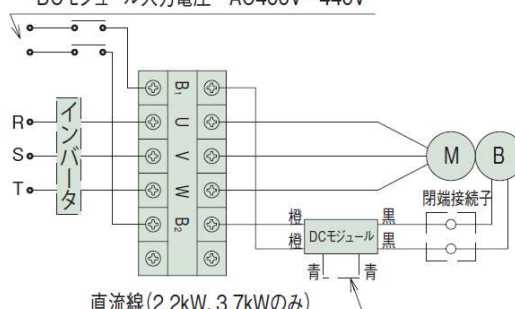 DCモジュール入力電圧 AC400V 440V
B₁
R
インバータ
U
S
V
M
B
T
W
閉端接続子
B₂
橙
黒
橙
DCモジュール
黒
青
青
直流線(2.2kW, 3.7kWのみ)